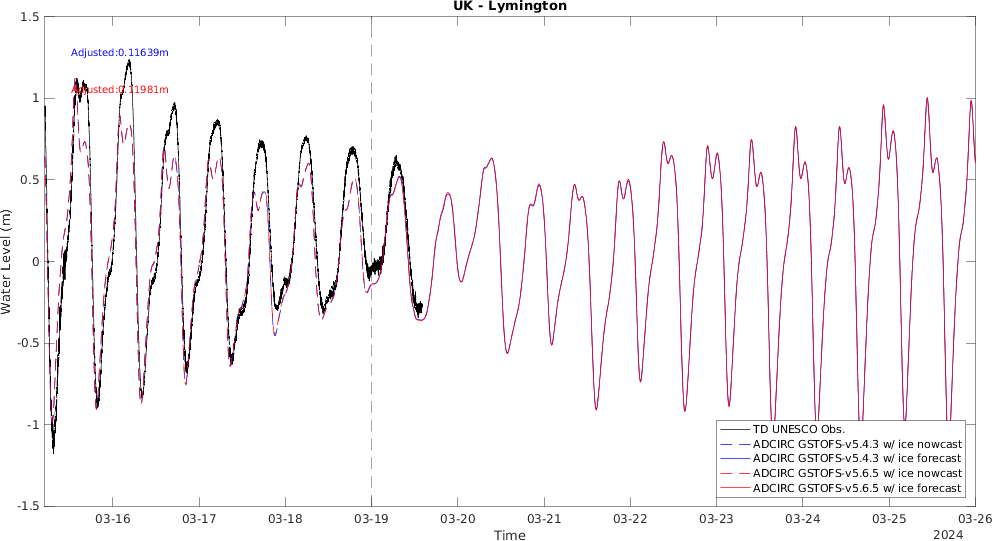 UK - Lymington
1.5
1
0.5
0
-0.5
-1
-1.5
Water Level (m)
Adjusted:0.11639m
Adjusted:0.11981m
TD UNESCO Obs.
ADCIRC GSTOFS-v5.4.3 w/ ice nowcast
ADCIRC GSTOFS-v5.4.3 w/ ice forecast
ADCIRC GSTOFS-v5.6.5 w/ ice nowcast
ADCIRC GSTOFS-v5.6.5 w/ ice forecast
03-16 03-17 03-18 03-19 03-20 03-21 03-22 03-23 03-24 03-25 03-26
Time
2024